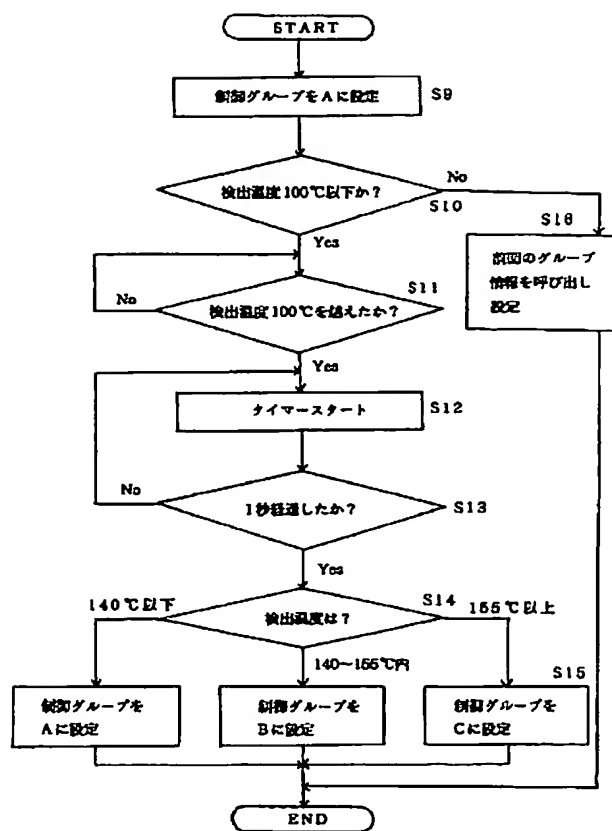 START
制御グループをAに設定
S9
検出温度100℃以下か?
No
S10
S16
Yes
前回のグループ
情報を呼び出し
設定
S11
検出温度100℃を越えたか?
No
Yes
タイマースタート
S12
No
1秒経過したか?
S13
Yes
140℃以下
S14
155℃以上
検出温度は?
140〜155℃内
S15
制御グループを
Aに設定
制御グループを
Bに設定
制御グループを
Cに設定
END